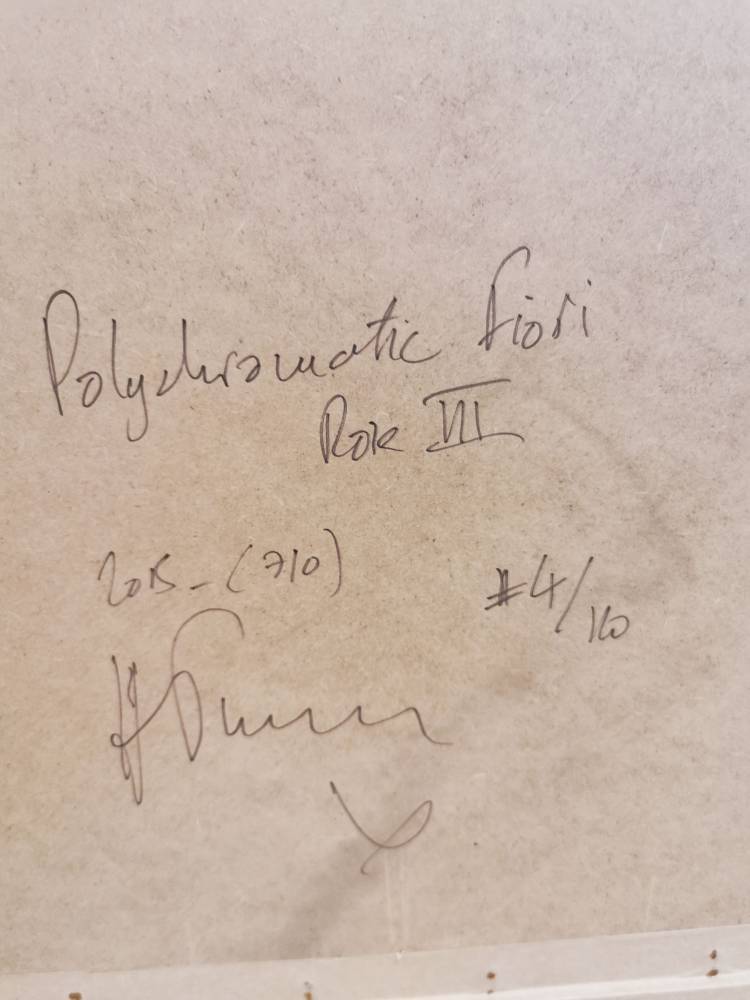 Polychromatic Fiori
Rok VII
2015 - (710)
#4/10